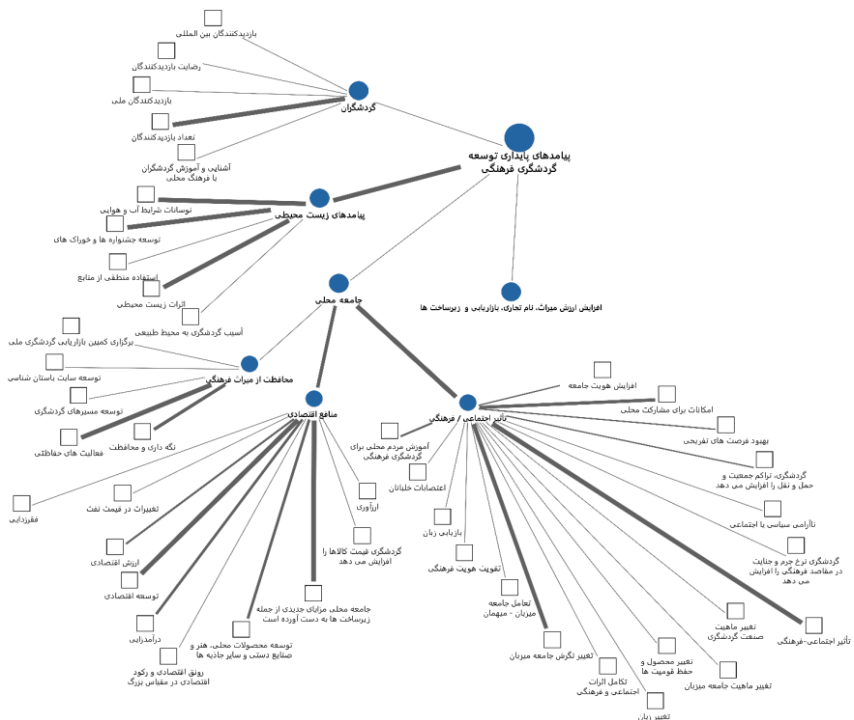 بازدیدکنندگان بین المللی
رضایت بازدیدکنندگان
بازدیدکنندگان ملی
گردشگران
تعداد بازدیدکنندگان
آشنایی و آموزش گردشگران
با فرهنگ محلی
پیامدهای پایداری توسعه
گردشگری فرهنگی
نوسانات شرایط آب و هوایی
پیامدهای زیست محیطی
توسعه جشنواره ها و خوراک های
استفاده منطقی از منابع
اثرات زیست محیطی
جامعه محلی
افزایش ارزش میراث، نام تجاری، بازاریابی و زیرساخت ها
آسیب گردشگری به محیط طبیعی
برگزاری کمپین بازاریابی گردشگری ملی
توسعه سایت باستان شناسی
محافظت از میراث فرهنگی
توسعه مسیرهای گردشگری
نگه داری و محافظت
فعالیت های حفاظتی
منافع اقتصادی
تأثیر اجتماعی / فرهنگی
افزایش هویت جامعه
امکانات برای مشارکت محلی
بهبود فرصت های تفریحی
گردشگری، تراکم جمعیت و
حمل و نقل را افزایش می دهد
ناآرامی سیاسی یا اجتماعی
گردشگری نرخ جرم و جنایت
در مقاصد فرهنگی را افزایش
می دهد
تأثیر اجتماعی-فرهنگی
آموزش مردم محلی برای
گردشگری فرهنگی
اعتصابات خلبانان
بازیابی زبان
تقویت هویت فرهنگی
تعامل جامعه
میزبان - میهمان
تغییر نگرش جامعه میزبان
تکامل اثرات
اجتماعی و فرهنگی
تغییر زبان
تغییر محصول و
حفظ قومیت ها
تغییر ماهیت جامعه میزبان
تغییر ماهیت
صنعت گردشگری
فقرزدایی
تغییرات در قیمت نفت
ارزش اقتصادی
توسعه اقتصادی
درآمدزایی
رونق اقتصادی و رکود
اقتصادی در مقیاس بزرگ
توسعه محصولات محلی، هنر و
صنایع دستی و سایر جاذبه ها
جامعه محلی مزایای جدیدی از جمله
زیرساخت ها به دست آورده است
گردشگری قیمت کالاها را
افزایش می دهد
ارزآوری